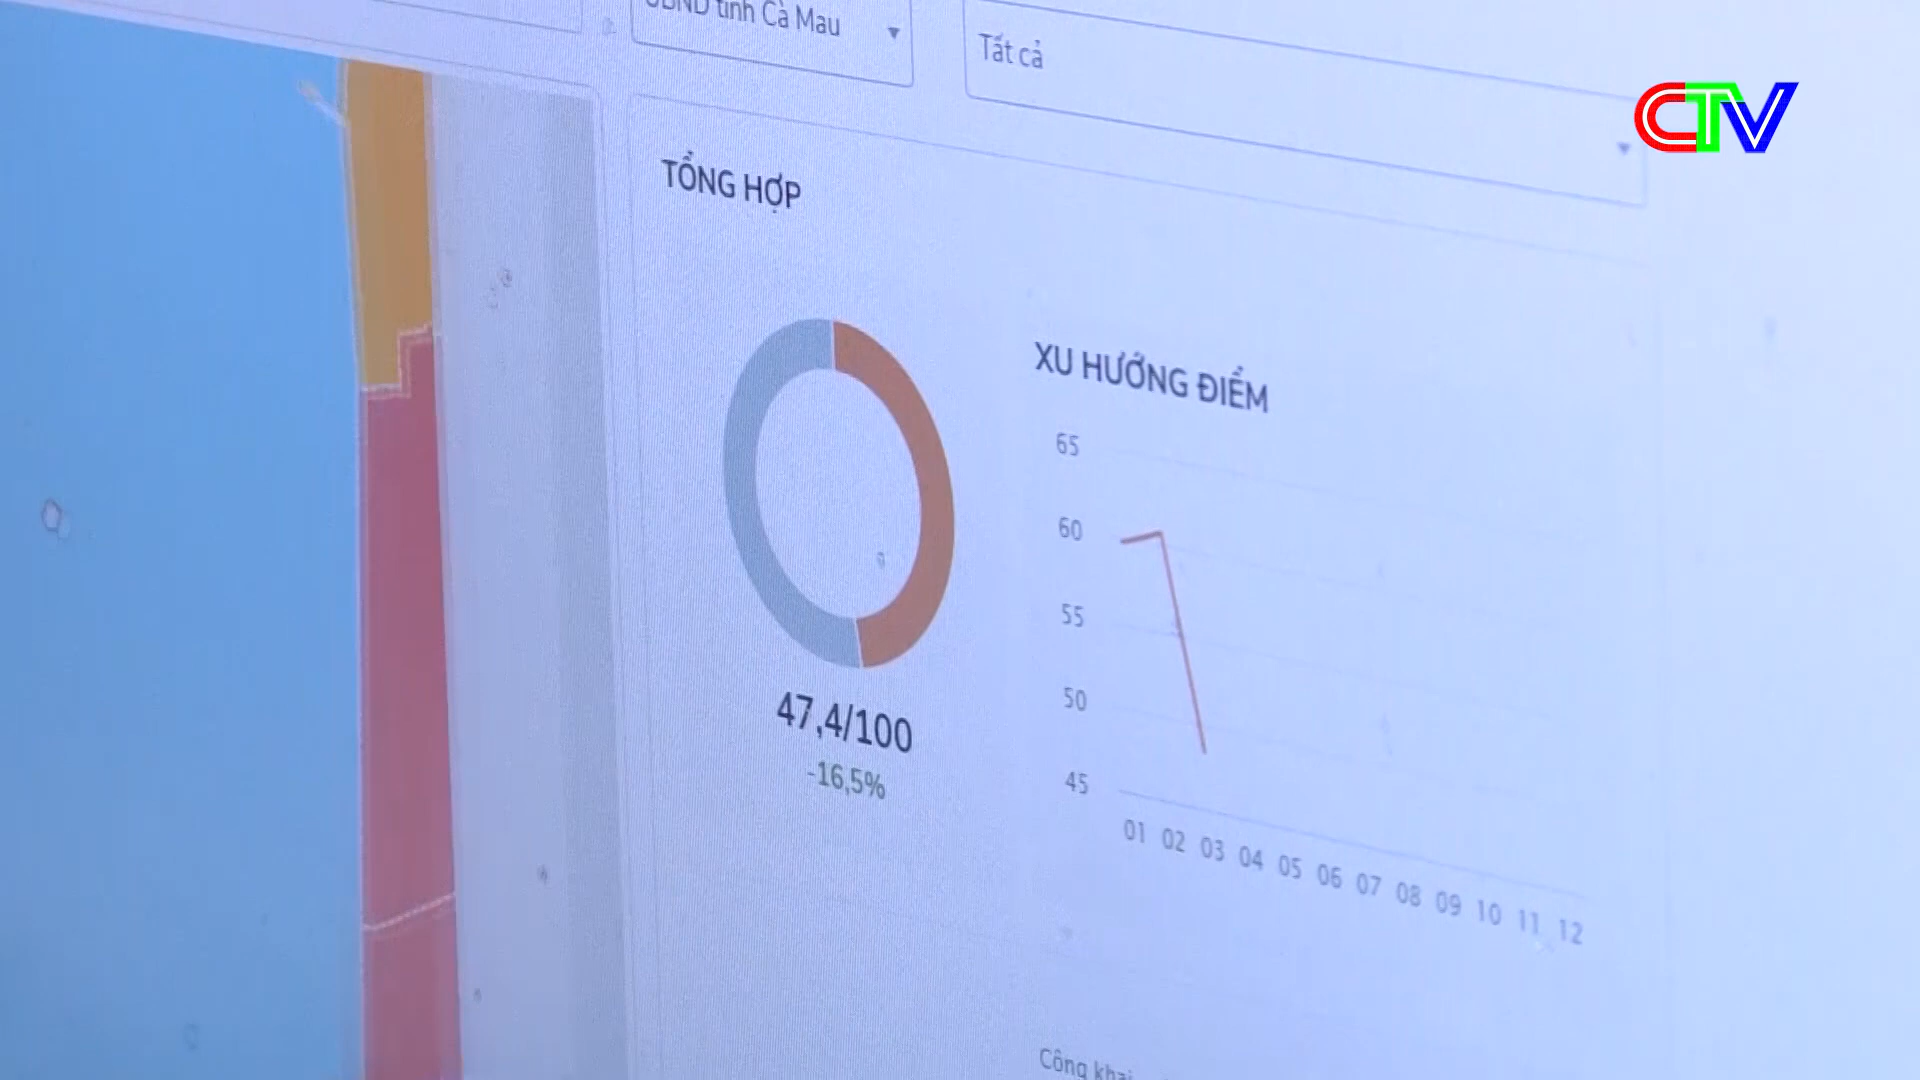 UBND tỉnh Cà Mau
Tất cả
CTV
TỔNG HỢP
XU HƯỚNG ĐIỂM
65
60
55
50
45
01 02 03 04 05 06 07 08 09 10 11 12
47,4/100
-16,5%
Công khai